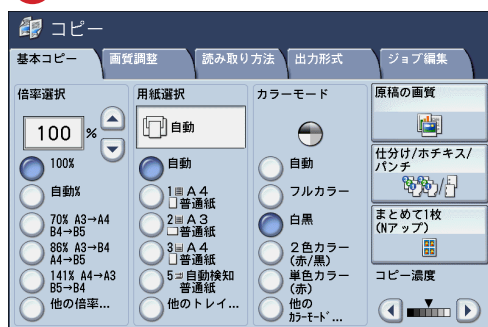 コピー
基本コピー
画質調整
読み取り方法
出力形式
ジョブ編集
倍率選択
100 %
100%
自動%
70% A3→A4
B4→B5
86% A3→B4
A4→B5
141% A4→A3
B5→B4
他の倍率...
用紙選択
自動
自動
1 A4
普通紙
2 A3
普通紙
3 A4
普通紙
5 自動検知
普通紙
他のトレイ...
カラーモード
自動
フルカラー
白黒
2色カラー
(赤/黒)
単色カラー
(赤)
他の
ｶﾗｰﾓｰﾄﾞ...
原稿の画質
仕分け/ホチキス/
パンチ
まとめて1枚
(Nアップ)
コピー濃度